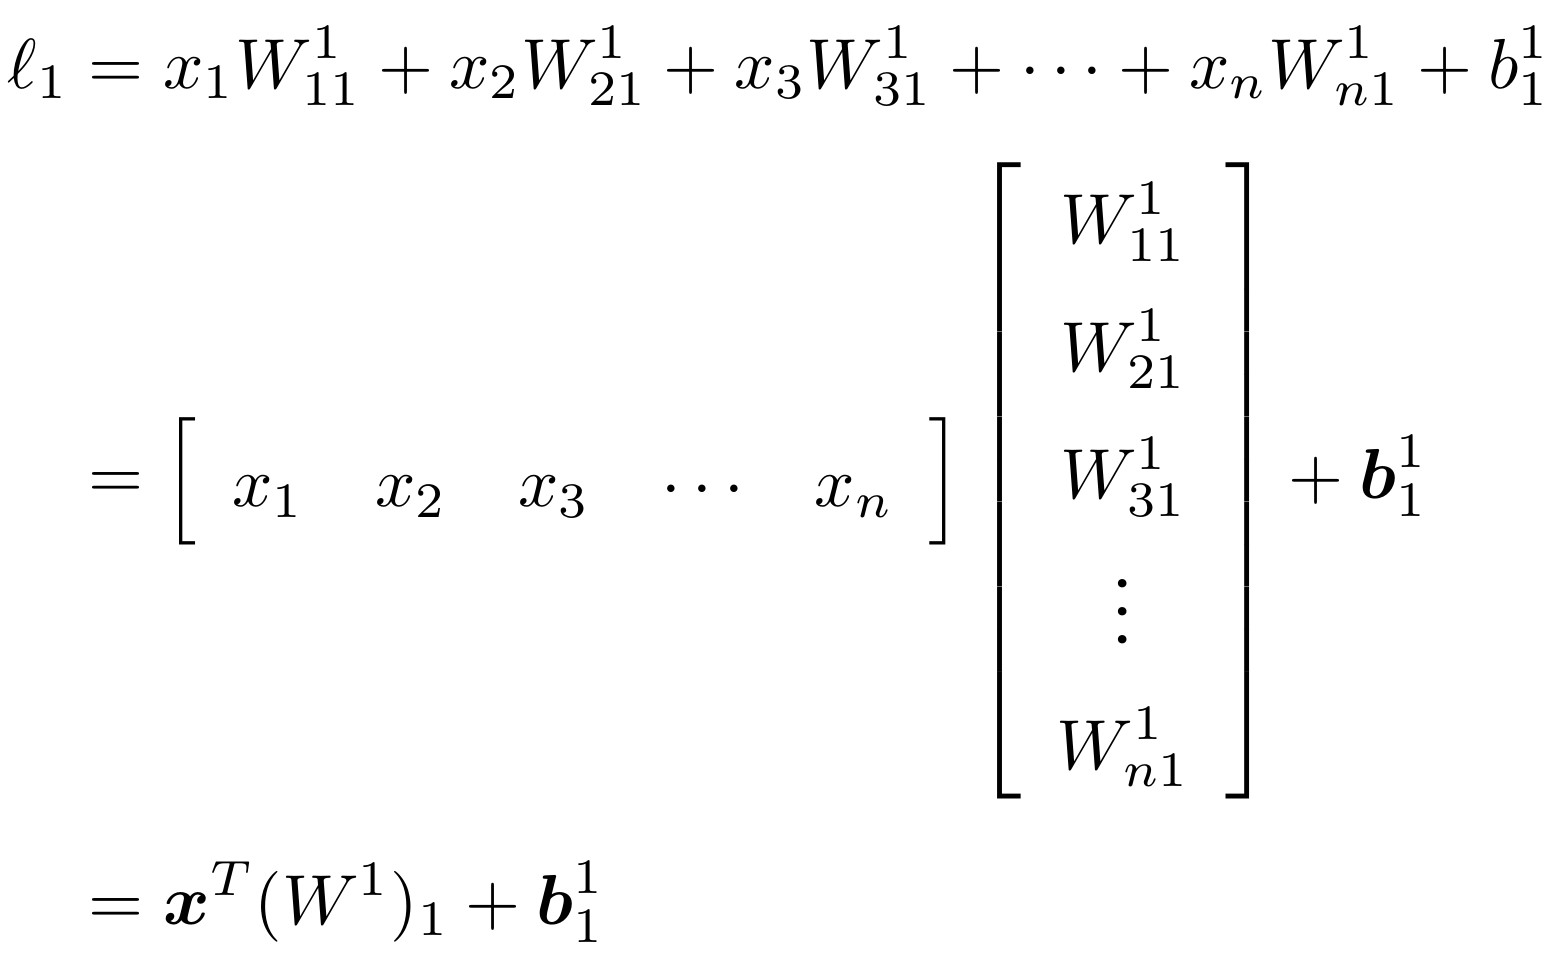 ℓ₁ = x₁W¹₁₁ + x₂W¹₂₁ + x₃W¹₃₁ + ⋯ + xₙW¹ₙ₁ + b¹₁
= [ x₁ x₂ x₃ ⋯ xₙ ] [ W¹₁₁ W¹₂₁ W¹₃₁ ⋮ W¹ₙ₁ ] + 𝒃¹₁
= 𝒙ᵀ(W¹)₁ + 𝒃¹₁